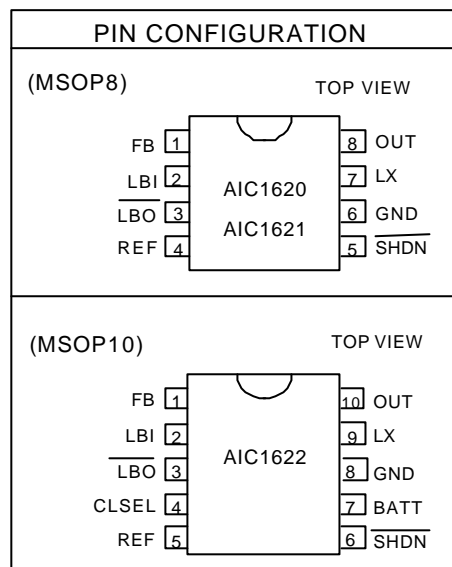 PIN CONFIGURATION
(MSOP8) TOP VIEW
FB 1 8 OUT
LBI 2 7 LX
AIC1620
LBO 3 6 GND
AIC1621
REF 4 5 SHDN
(MSOP10) TOP VIEW
FB 1 10 OUT
LBI 2 9 LX
LBO 3 AIC1622 8 GND
CLSEL 4 7 BATT
REF 5 6 SHDN